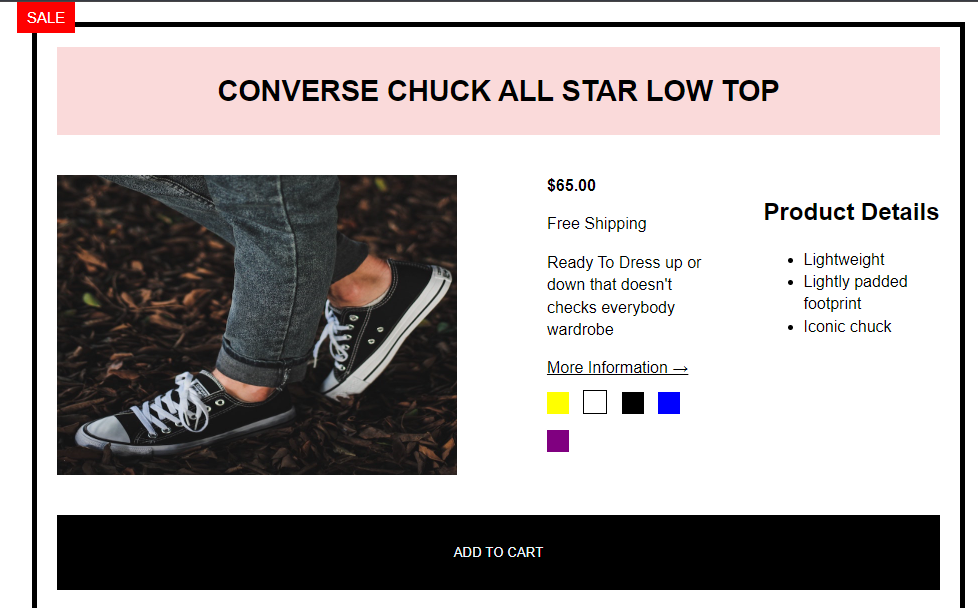 SALE
CONVERSE CHUCK ALL STAR LOW TOP
$65.00
Free Shipping
Ready To Dress up or
down that doesn't
checks everybody
wardrobe
More Information →
Product Details
• Lightweight
• Lightly padded
footprint
• Iconic chuck
ADD TO CART